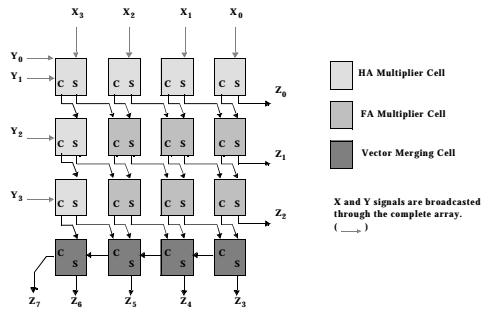 X3 X2 X1 X0
Y0
Y1
C S C S C S C S
Z0
Y2
C S C S C S C S
Z1
Y3
C S C S C S C S
Z2
C S C S C S C S
Z7 Z6 Z5 Z4 Z3
HA Multiplier Cell
FA Multiplier Cell
Vector Merging Cell
X and Y signals are broadcasted
through the complete array.
( )